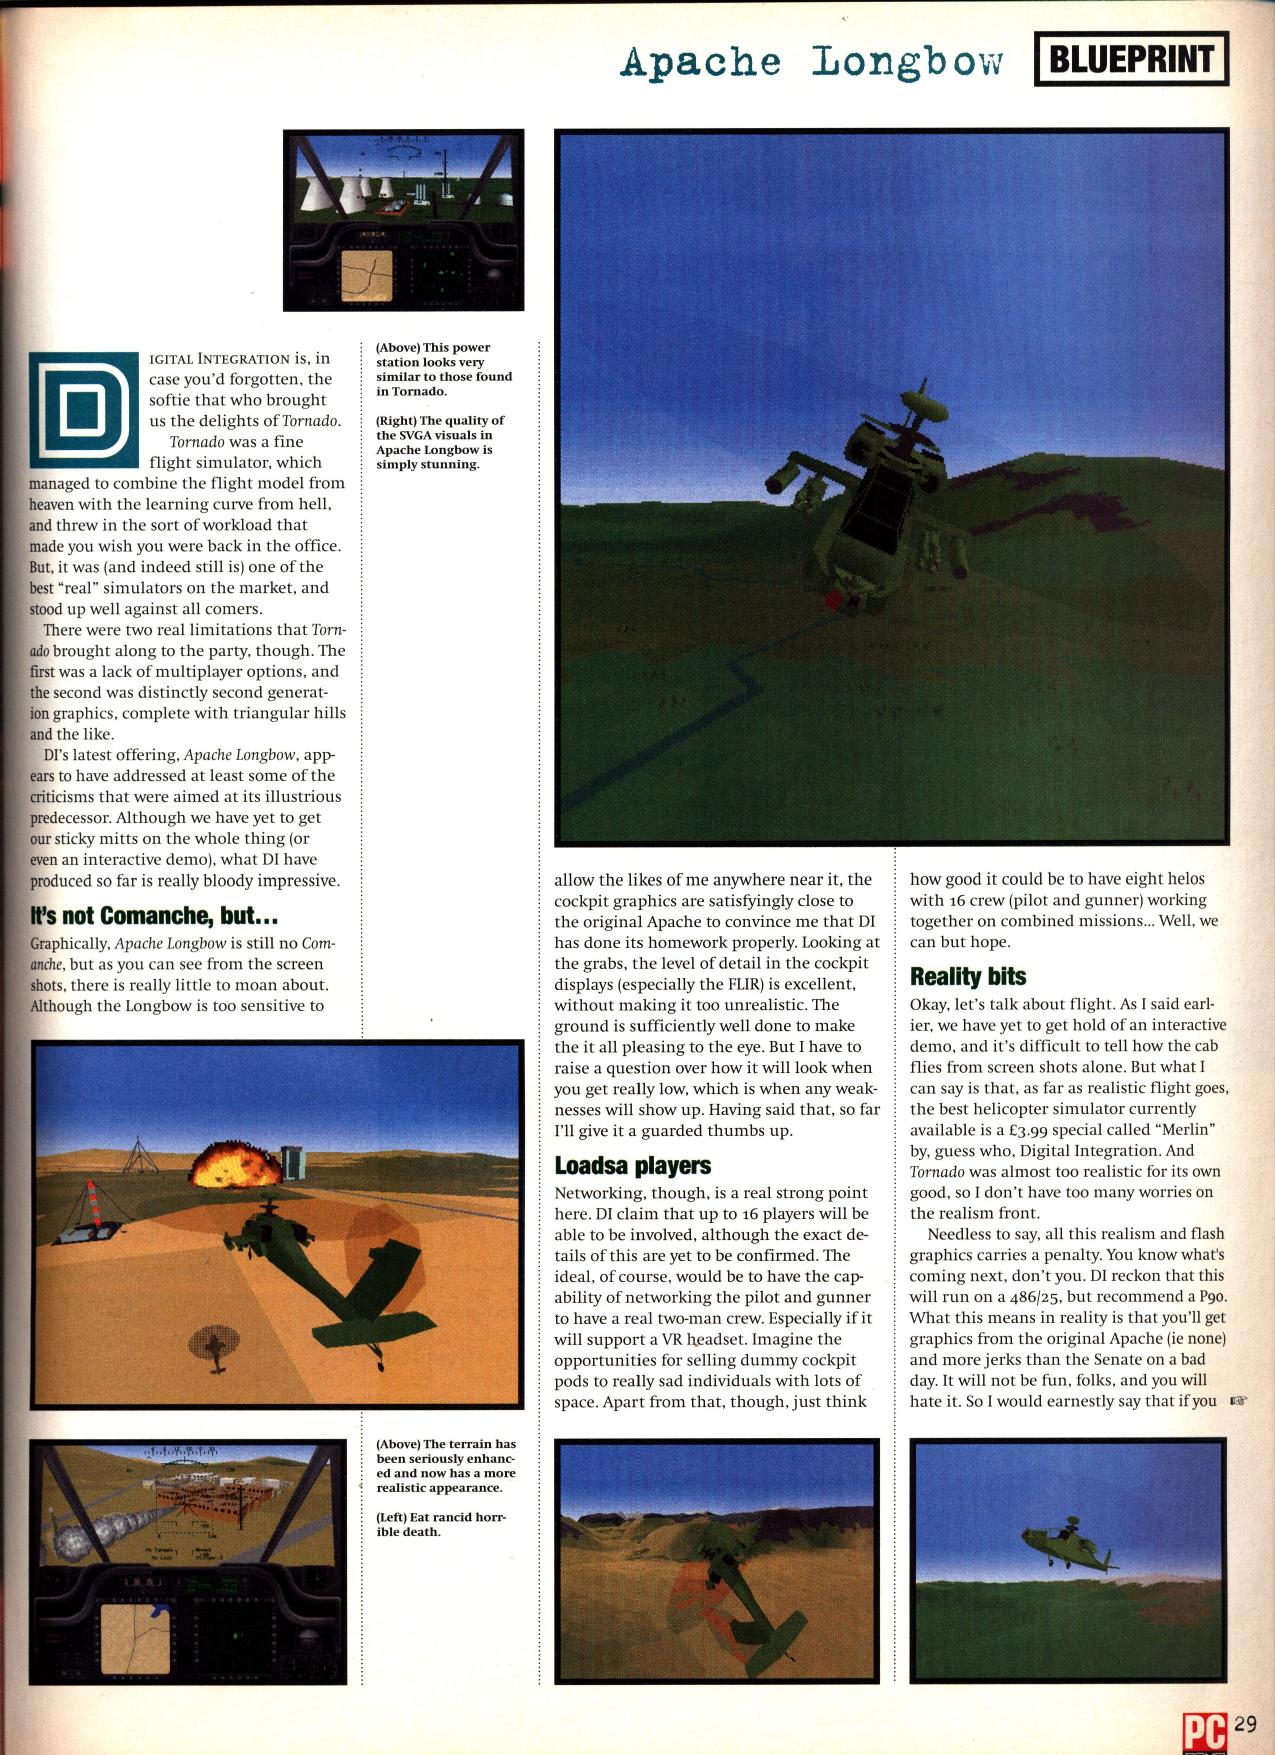 Apache Longbow BLUEPRINT
DIGITAL INTEGRATION is, in
case you'd forgotten, the
softie that who brought
us the delights of Tornado.
Tornado was a fine
flight simulator, which
managed to combine the flight model from
heaven with the learning curve from hell,
and threw in the sort of workload that
made you wish you were back in the office.
But, it was (and indeed still is) one of the
best “real” simulators on the market, and
stood up well against all comers.
There were two real limitations that Torn-
ado brought along to the party, though. The
first was a lack of multiplayer options, and
the second was distinctly second generat-
ion graphics, complete with triangular hills
and the like.
DI's latest offering, Apache Longbow, app-
ears to have addressed at least some of the
criticisms that were aimed at its illustrious
predecessor. Although we have yet to get
our sticky mitts on the whole thing (or
even an interactive demo), what DI have
produced so far is really bloody impressive.
It's not Comanche, but...
Graphically, Apache Longbow is still no Com-
anche, but as you can see from the screen
shots, there is really little to moan about.
Although the Longbow is too sensitive to
(Above) This power
station looks very
similar to those found
in Tornado.
(Right) The quality of
the SVGA visuals in
Apache Longbow is
simply stunning.
(Above) The terrain has
been seriously enhanc-
ed and now has a more
realistic appearance.
(Left) Eat rancid horr-
ible death.
allow the likes of me anywhere near it, the
cockpit graphics are satisfyingly close to
the original Apache to convince me that DI
has done its homework properly. Looking at
the grabs, the level of detail in the cockpit
displays (especially the FLIR) is excellent,
without making it too unrealistic. The
ground is sufficiently well done to make
the it all pleasing to the eye. But I have to
raise a question over how it will look when
you get really low, which is when any weak-
nesses will show up. Having said that, so far
I'll give it a guarded thumbs up.
Loadsa players
Networking, though, is a real strong point
here. DI claim that up to 16 players will be
able to be involved, although the exact de-
tails of this are yet to be confirmed. The
ideal, of course, would be to have the cap-
ability of networking the pilot and gunner
to have a real two-man crew. Especially if it
will support a VR headset. Imagine the
opportunities for selling dummy cockpit
pods to really sad individuals with lots of
space. Apart from that, though, just think
how good it could be to have eight helos
with 16 crew (pilot and gunner) working
together on combined missions... Well, we
can but hope.
Reality bits
Okay, let's talk about flight. As I said earl-
ier, we have yet to get hold of an interactive
demo, and it's difficult to tell how the cab
flies from screen shots alone. But what I
can say is that, as far as realistic flight goes,
the best helicopter simulator currently
available is a £3.99 special called “Merlin”
by, guess who, Digital Integration. And
Tornado was almost too realistic for its own
good, so I don't have too many worries on
the realism front.
Needless to say, all this realism and flash
graphics carries a penalty. You know what's
coming next, don't you. DI reckon that this
will run on a 486/25, but recommend a P90.
What this means in reality is that you'll get
graphics from the original Apache (ie none)
and more jerks than the Senate on a bad
day. It will not be fun, folks, and you will
hate it. So I would earnestly say that if you ☞
PC 29